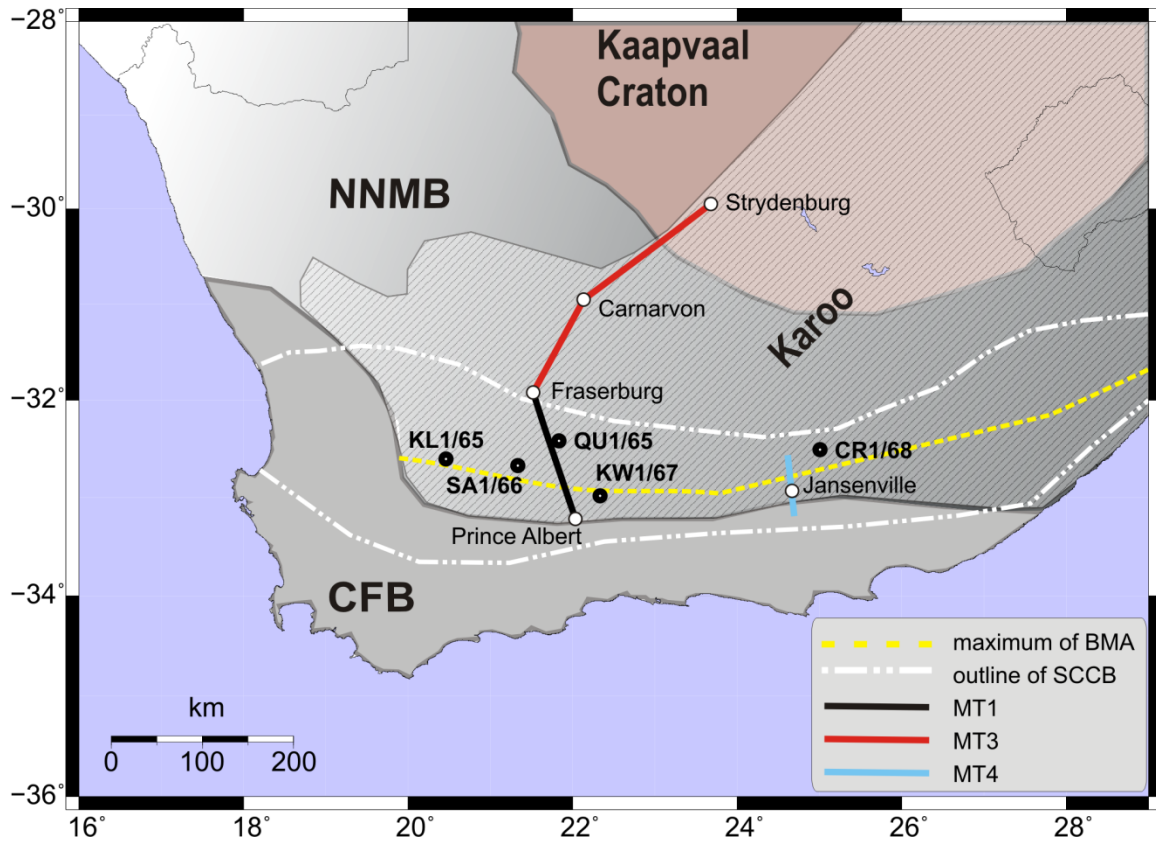 −28°
Kaapvaal
Craton
NNMB
−30°
Strydenburg
Carnarvon
Karoo
−32°
Fraserburg
KL1/65
QU1/65
CR1/68
SA1/66
KW1/67
Jansenville
Prince Albert
−34°
CFB
maximum of BMA
outline of SCCB
MT1
MT3
MT4
km
0 100 200
−36°
16° 18° 20° 22° 24° 26° 28°